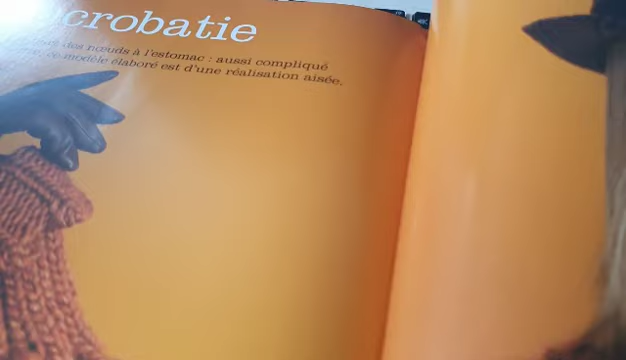 crobatie
des nœuds à l'estomac : aussi compliqué
ce modèle élaboré est d'une réalisation aisée.